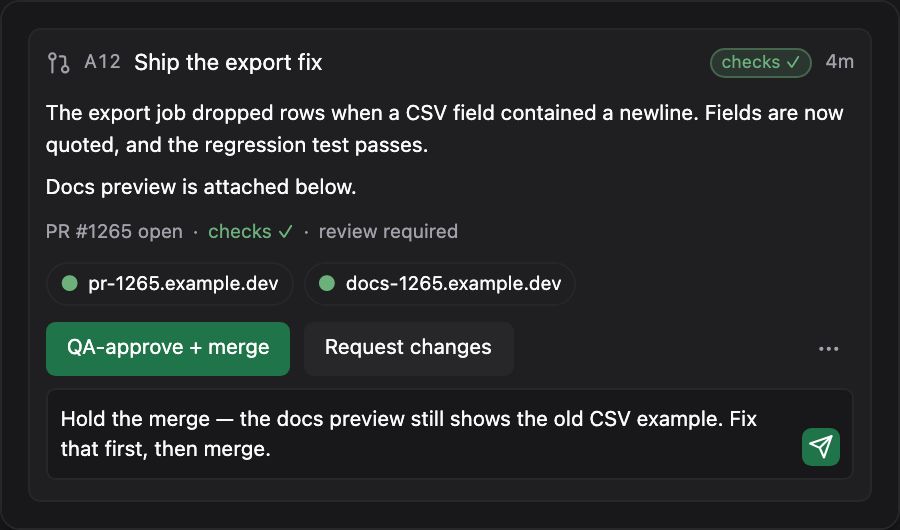 A12 Ship the export fix checks ✓ 4m
The export job dropped rows when a CSV field contained a newline. Fields are now
quoted, and the regression test passes.
Docs preview is attached below.
PR #1265 open · checks ✓ · review required
pr-1265.example.dev docs-1265.example.dev
QA-approve + merge Request changes
Hold the merge — the docs preview still shows the old CSV example. Fix
that first, then merge.